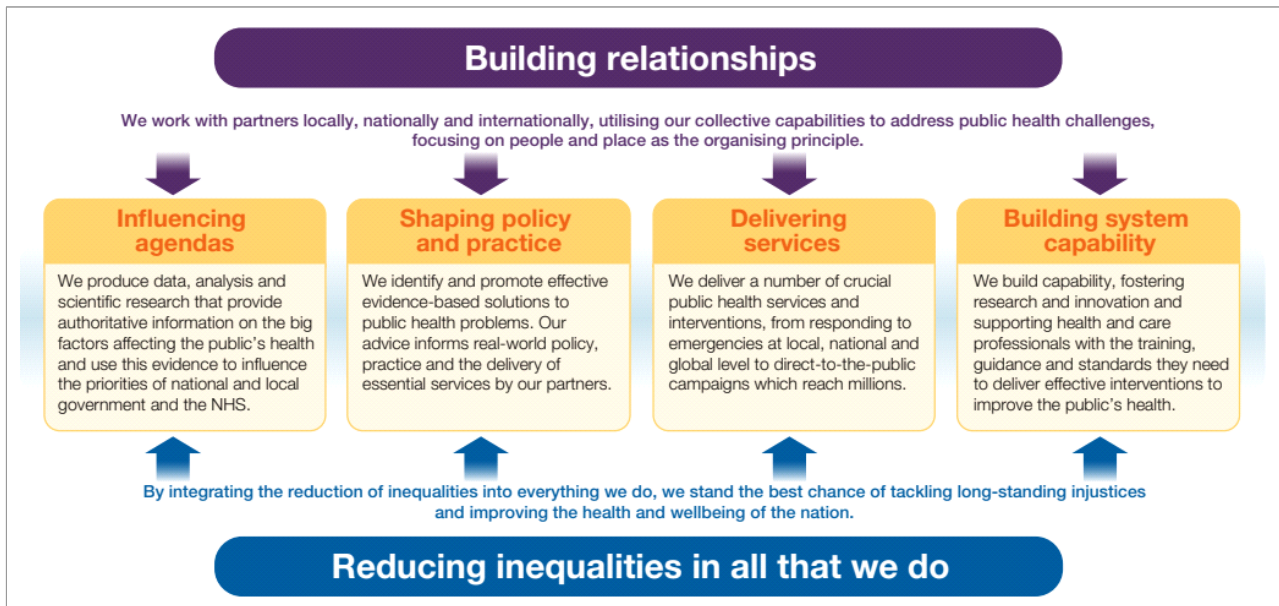 Building relationships
We work with partners locally, nationally and internationally, utilising our collective capabilities to address public health challenges,
focusing on people and place as the organising principle.
Influencing
agendas
We produce data, analysis and
scientific research that provide
authoritative information on the big
factors affecting the public's health
and use this evidence to influence
the priorities of national and local
government and the NHS.
Shaping policy
and practice
We identify and promote effective
evidence-based solutions to
public health problems. Our
advice informs real-world policy,
practice and the delivery of
essential services by our partners.
Delivering
services
We deliver a number of crucial
public health services and
interventions, from responding to
emergencies at local, national and
global level to direct-to-the-public
campaigns which reach millions.
Building system
capability
We build capability, fostering
research and innovation and
supporting health and care
professionals with the training,
guidance and standards they need
to deliver effective interventions to
improve the public's health.
By integrating the reduction of inequalities into everything we do, we stand the best chance of tackling long-standing injustices
and improving the health and wellbeing of the nation.
Reducing inequalities in all that we do